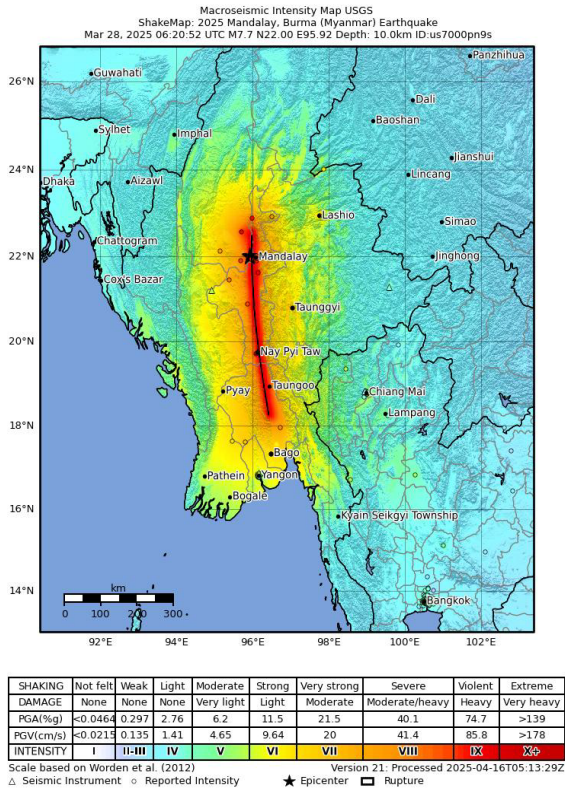 Macroseismic Intensity Map USGS
ShakeMap: 2025 Mandalay, Burma (Myanmar) Earthquake
Mar 28, 2025 06:20:52 UTC M7.7 N22.00 E95.92 Depth: 10.0km ID:us7000pn9s
Panzhihua
26°N
Guwahati
Dali
Baoshan
Sylhet
Imphal
Jianshui
24°N
Dhaka
Aizawl
Lincang
Lashio
Simao
Chattogram
22°N
Mandalay
Jinghong
Cox's Bazar
Taunggyi
20°N
Nay Pyi Taw
Pyay
Taungoo
Chiang Mai
Lampang
18°N
Bago
Pathein
Yangon
Bogale
16°N
Kyain Seikgyi Township
14°N
km
Bangkok
0 100 200 300
92°E 94°E 96°E 98°E 100°E 102°E
SHAKING Not felt Weak Light Moderate Strong Very strong Severe Violent Extreme
DAMAGE None None None Very light Light Moderate Moderate/heavy Heavy Very heavy
PGA(%g) <0.0464 0.297 2.76 6.2 11.5 21.5 40.1 74.7 >139
PGV(cm/s) <0.0215 0.135 1.41 4.65 9.64 20 41.4 85.8 >178
INTENSITY I II-III IV V VI VII VIII IX X+
Scale based on Worden et al. (2012) Version 21: Processed 2025-04-16T05:13:29Z
△ Seismic Instrument ○ Reported Intensity ★ Epicenter Rupture